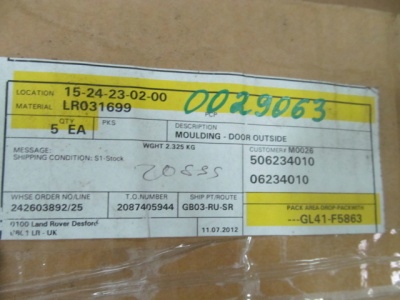 LOCATION 15-24-23-02-00
MATERIAL LR031699
0029063
QTY PKS DESCRIPTION
5 EA MOULDING - DOOR OUTSIDE
WGHT 2.325 KG
MESSAGE: CUSTOMER# M0026
SHIPPING CONDITION: S1-Stock 506234010
06234010
WHSE ORDER NO/LINE T.O.NUMBER SHIP PT/ROUTE
242603892/25 2087405944 GB03-RU-SR
PACK AREA/DROP PACKWITH
---GL41-F5863
Land Rover Desford
UK 11.07.2012